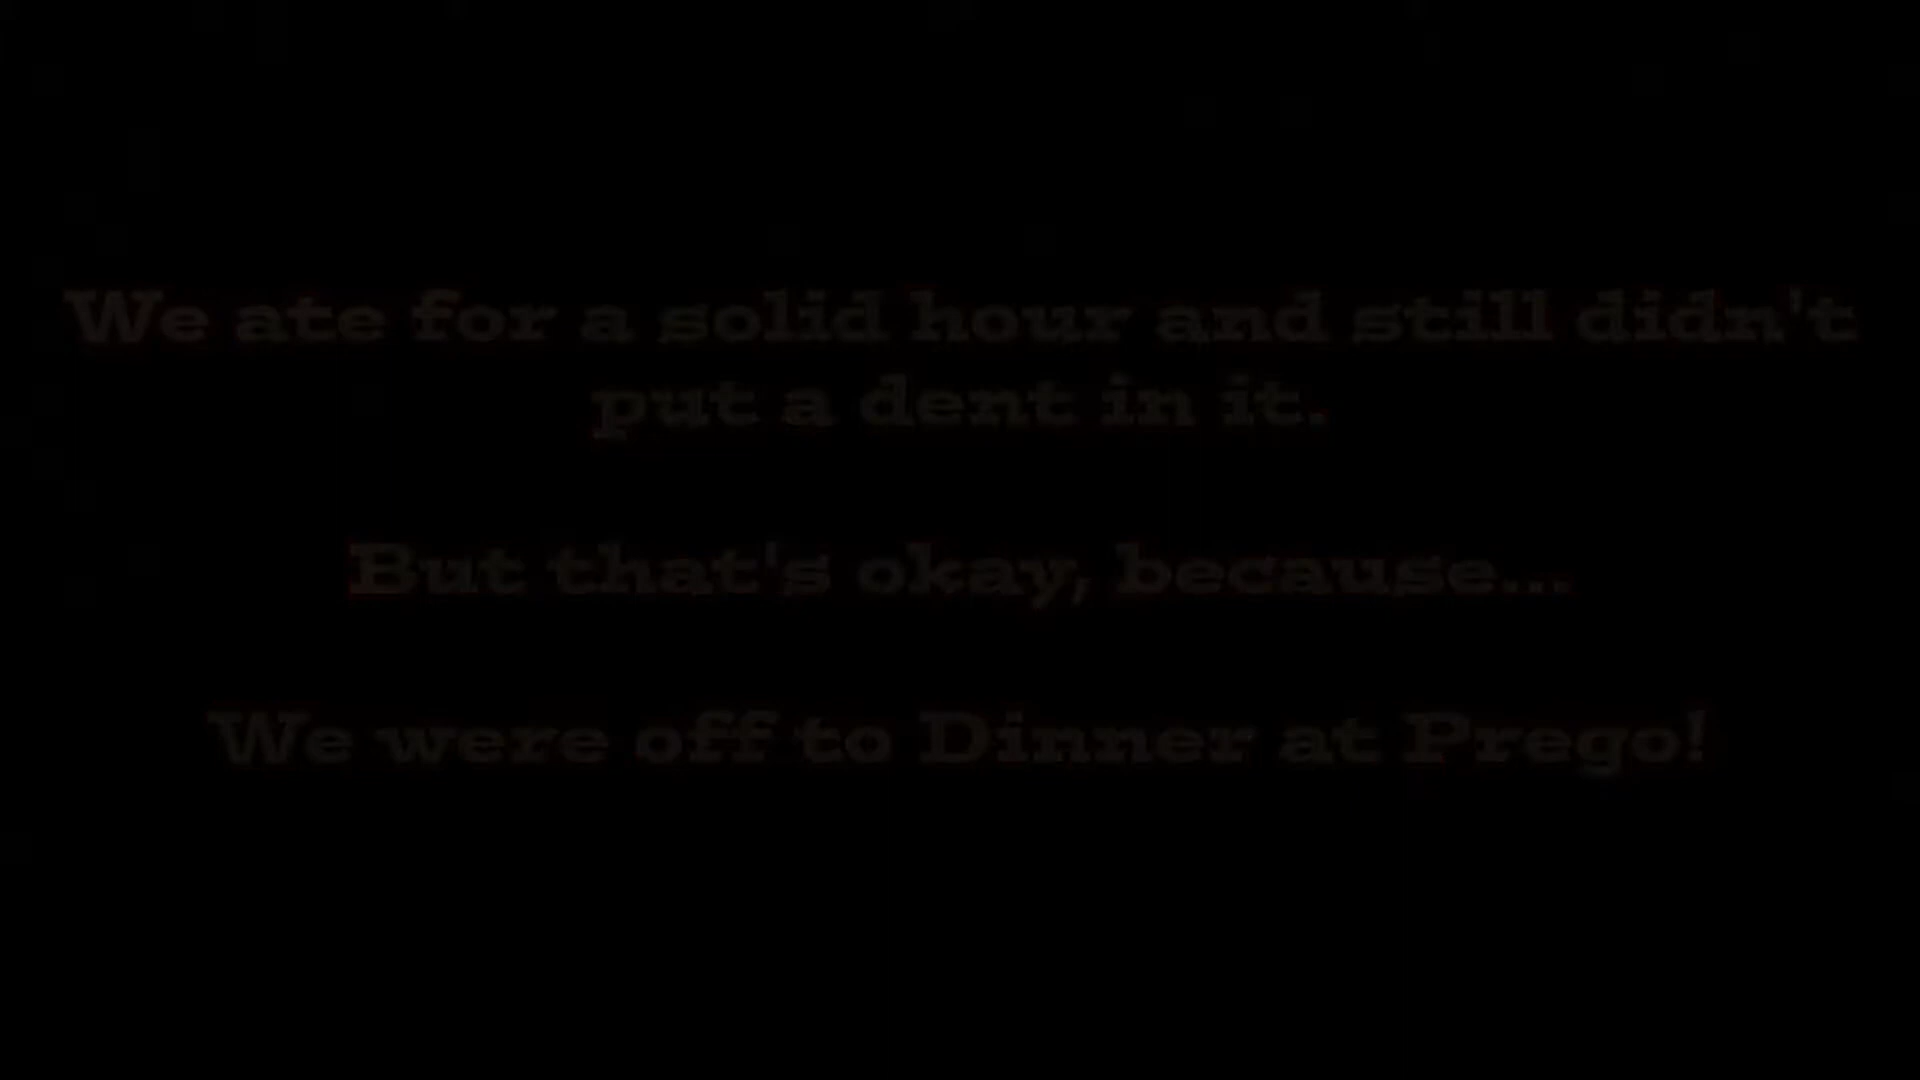 We ate for a solid hour and still didn't
put a dent in it.
But that's okay, because...
We were off to Dinner at Prego!